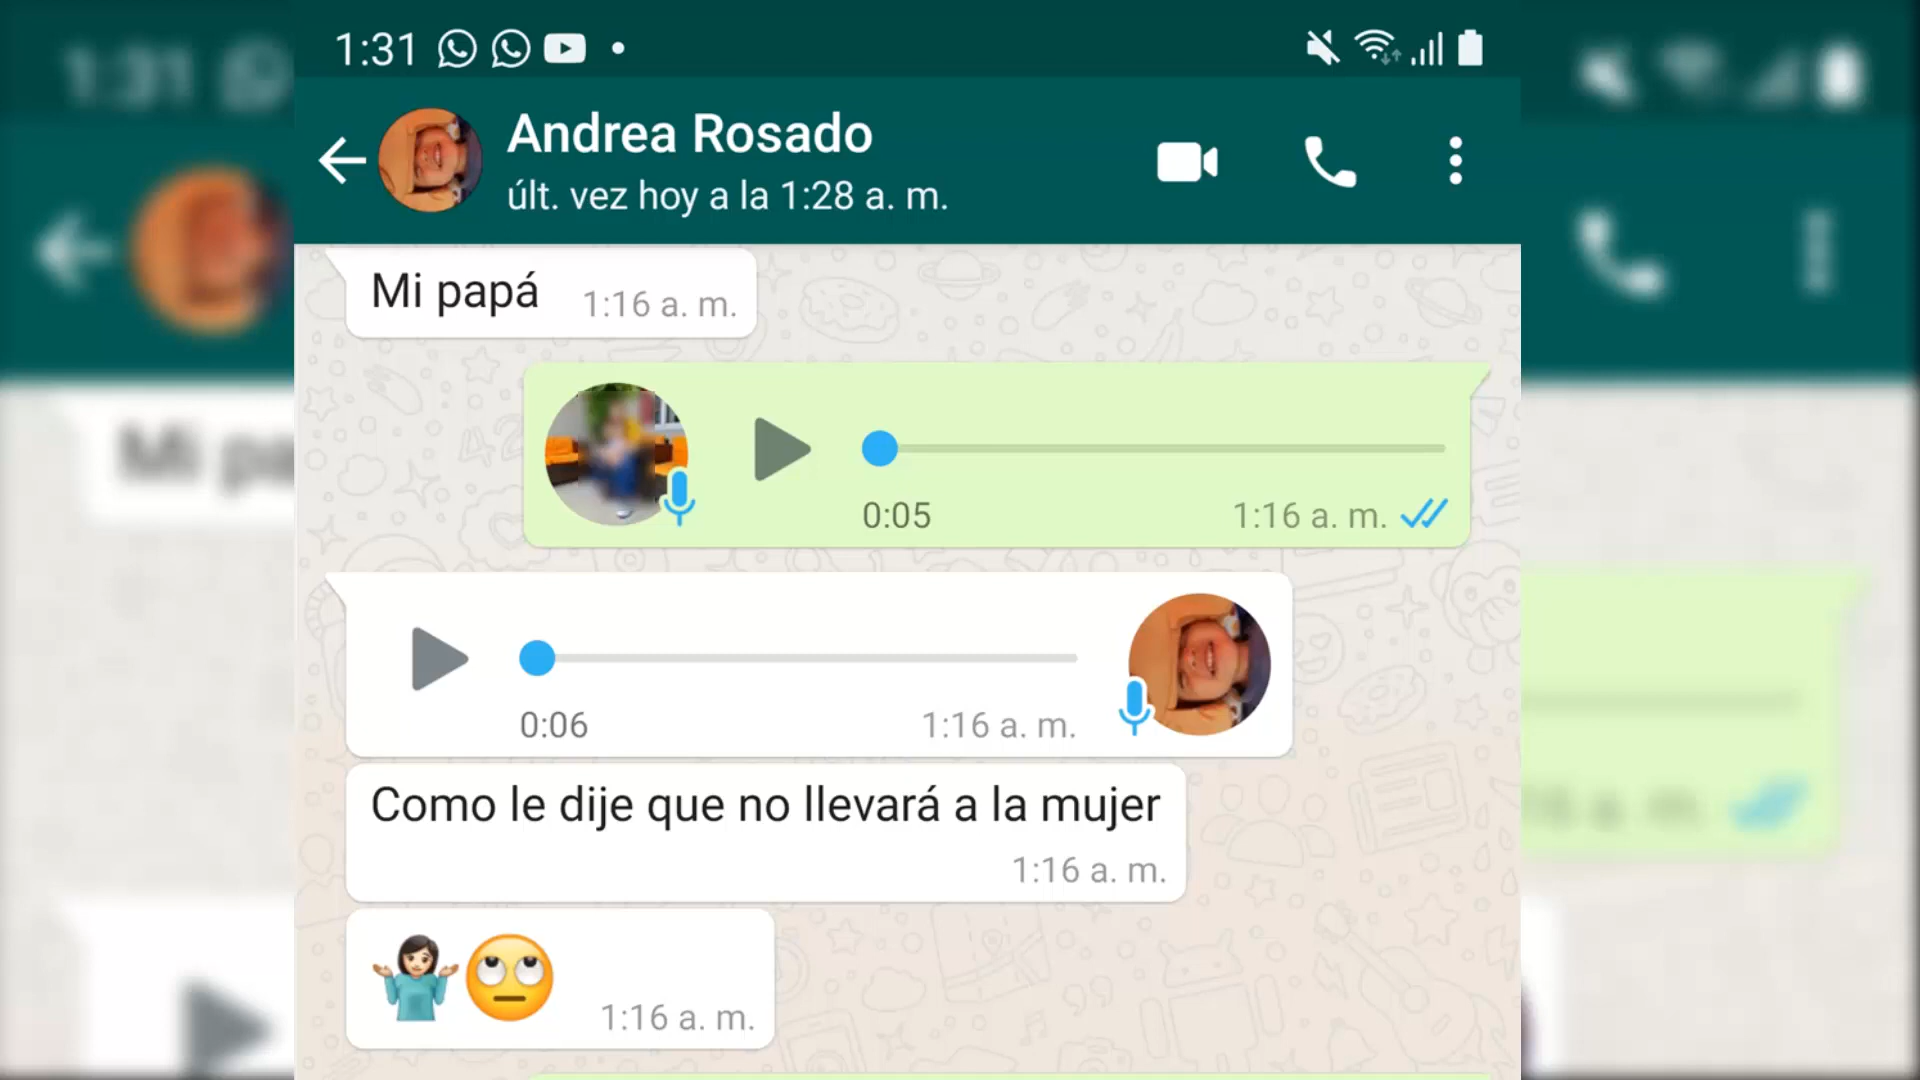 1:31
Andrea Rosado
últ. vez hoy a la 1:28 a. m.
Mi papá 1:16 a. m.
0:05 1:16 a. m.
0:06 1:16 a. m.
Como le dije que no llevará a la mujer
1:16 a. m.
1:16 a. m.